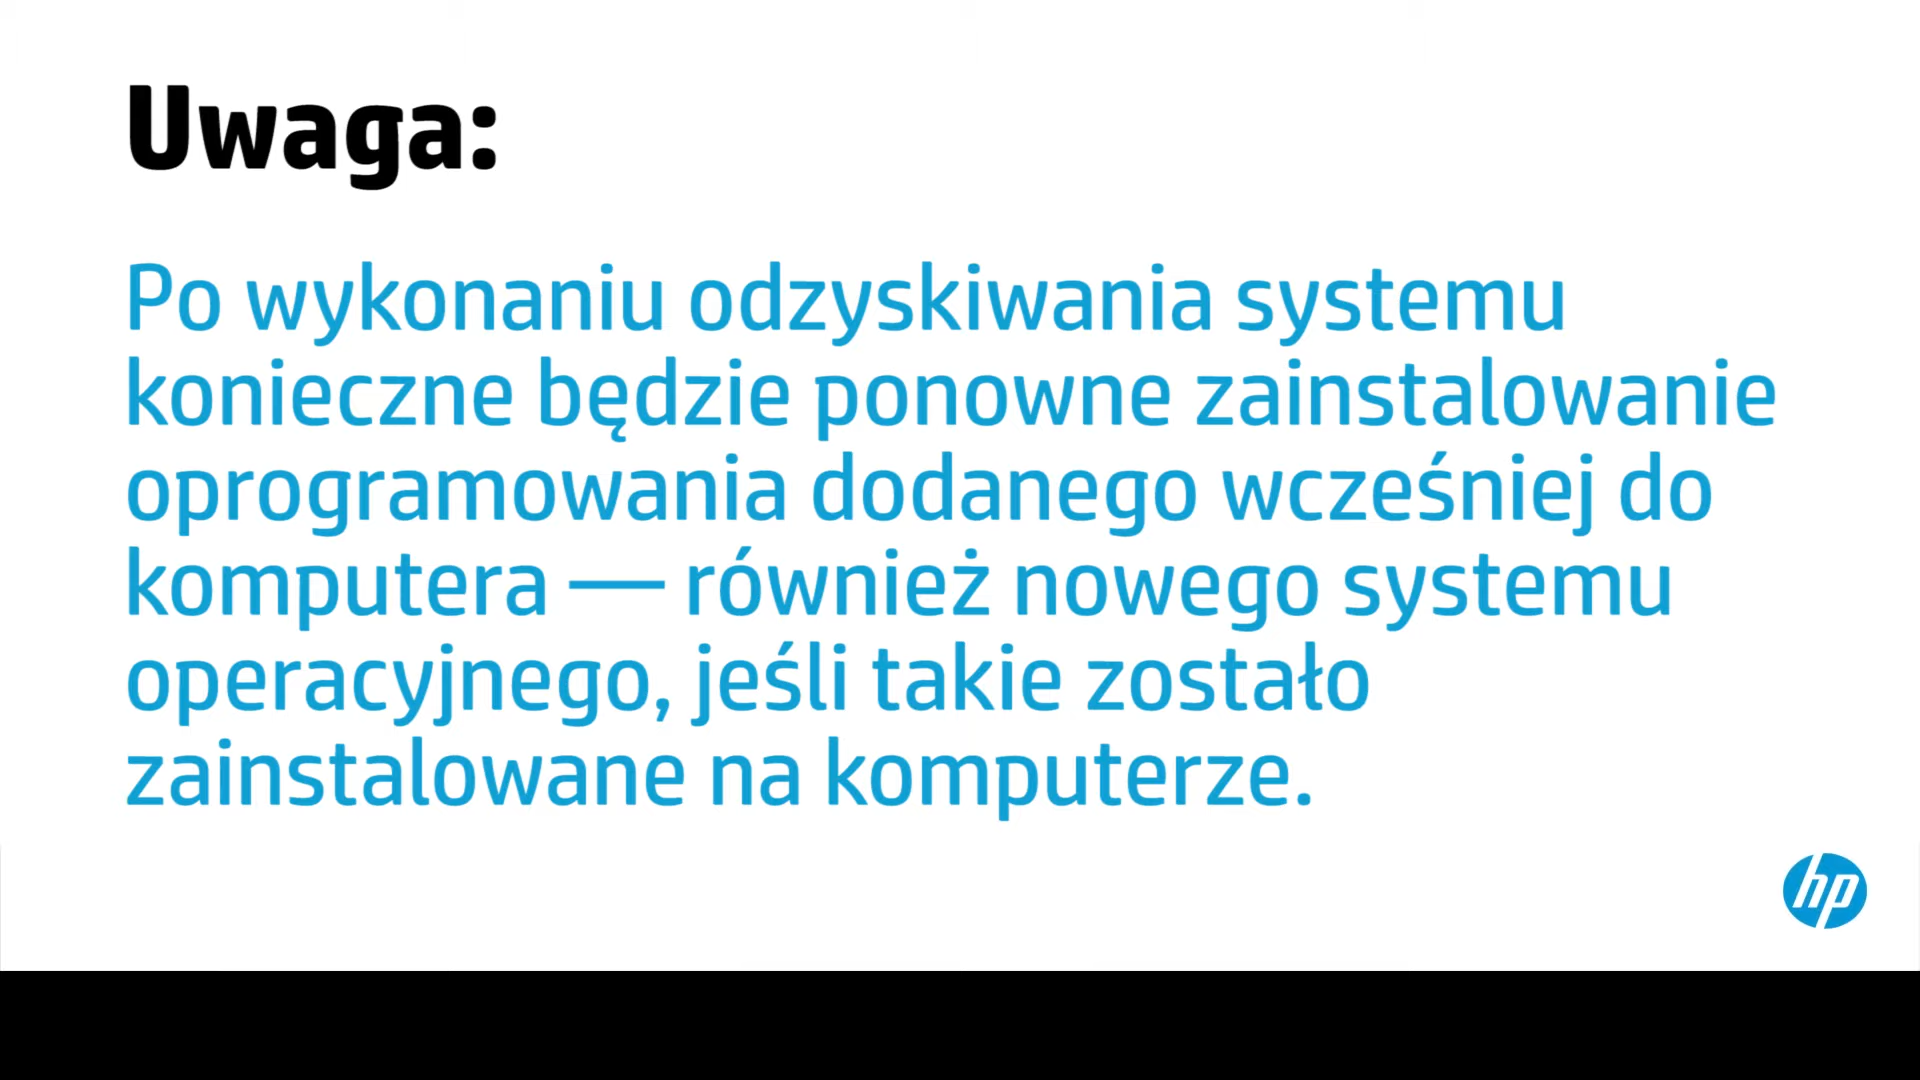 Uwaga:
Po wykonaniu odzyskiwania systemu
konieczne będzie ponowne zainstalowanie
oprogramowania dodanego wcześniej do
komputera — również nowego systemu
operacyjnego, jeśli takie zostało
zainstalowane na komputerze.
hp